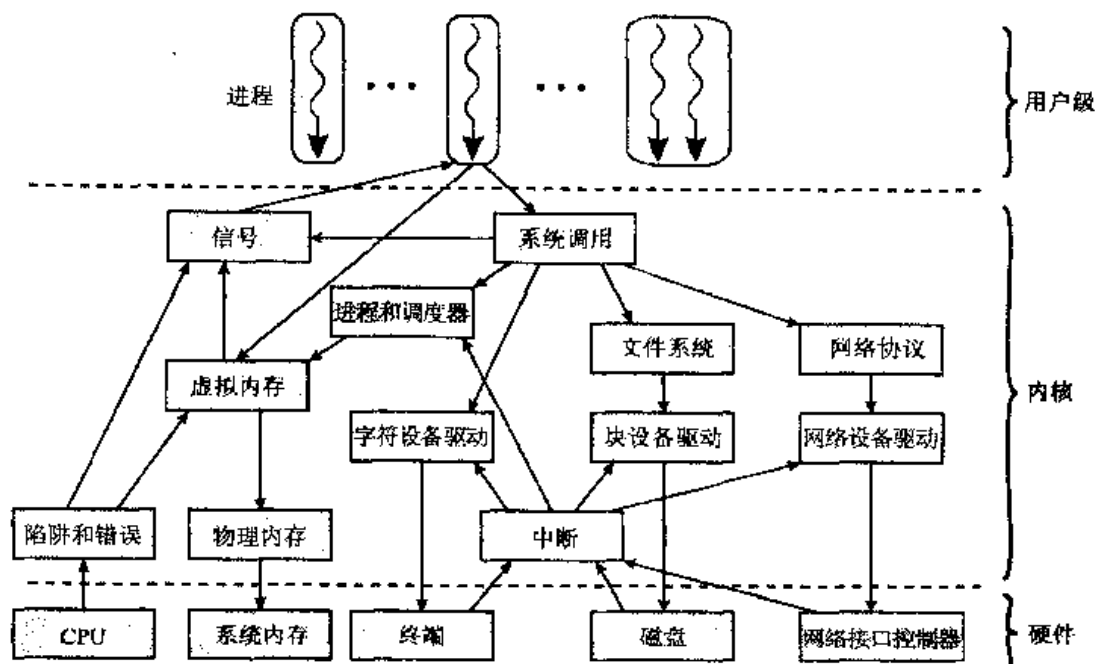 进程
用户级
信号
系统调用
进程和调度器
文件系统
网络协议
虚拟内存
内核
字符设备驱动
块设备驱动
网络设备驱动
陷阱和错误
物理内存
中断
CPU
系统内存
终端
磁盘
网络接口控制器
硬件